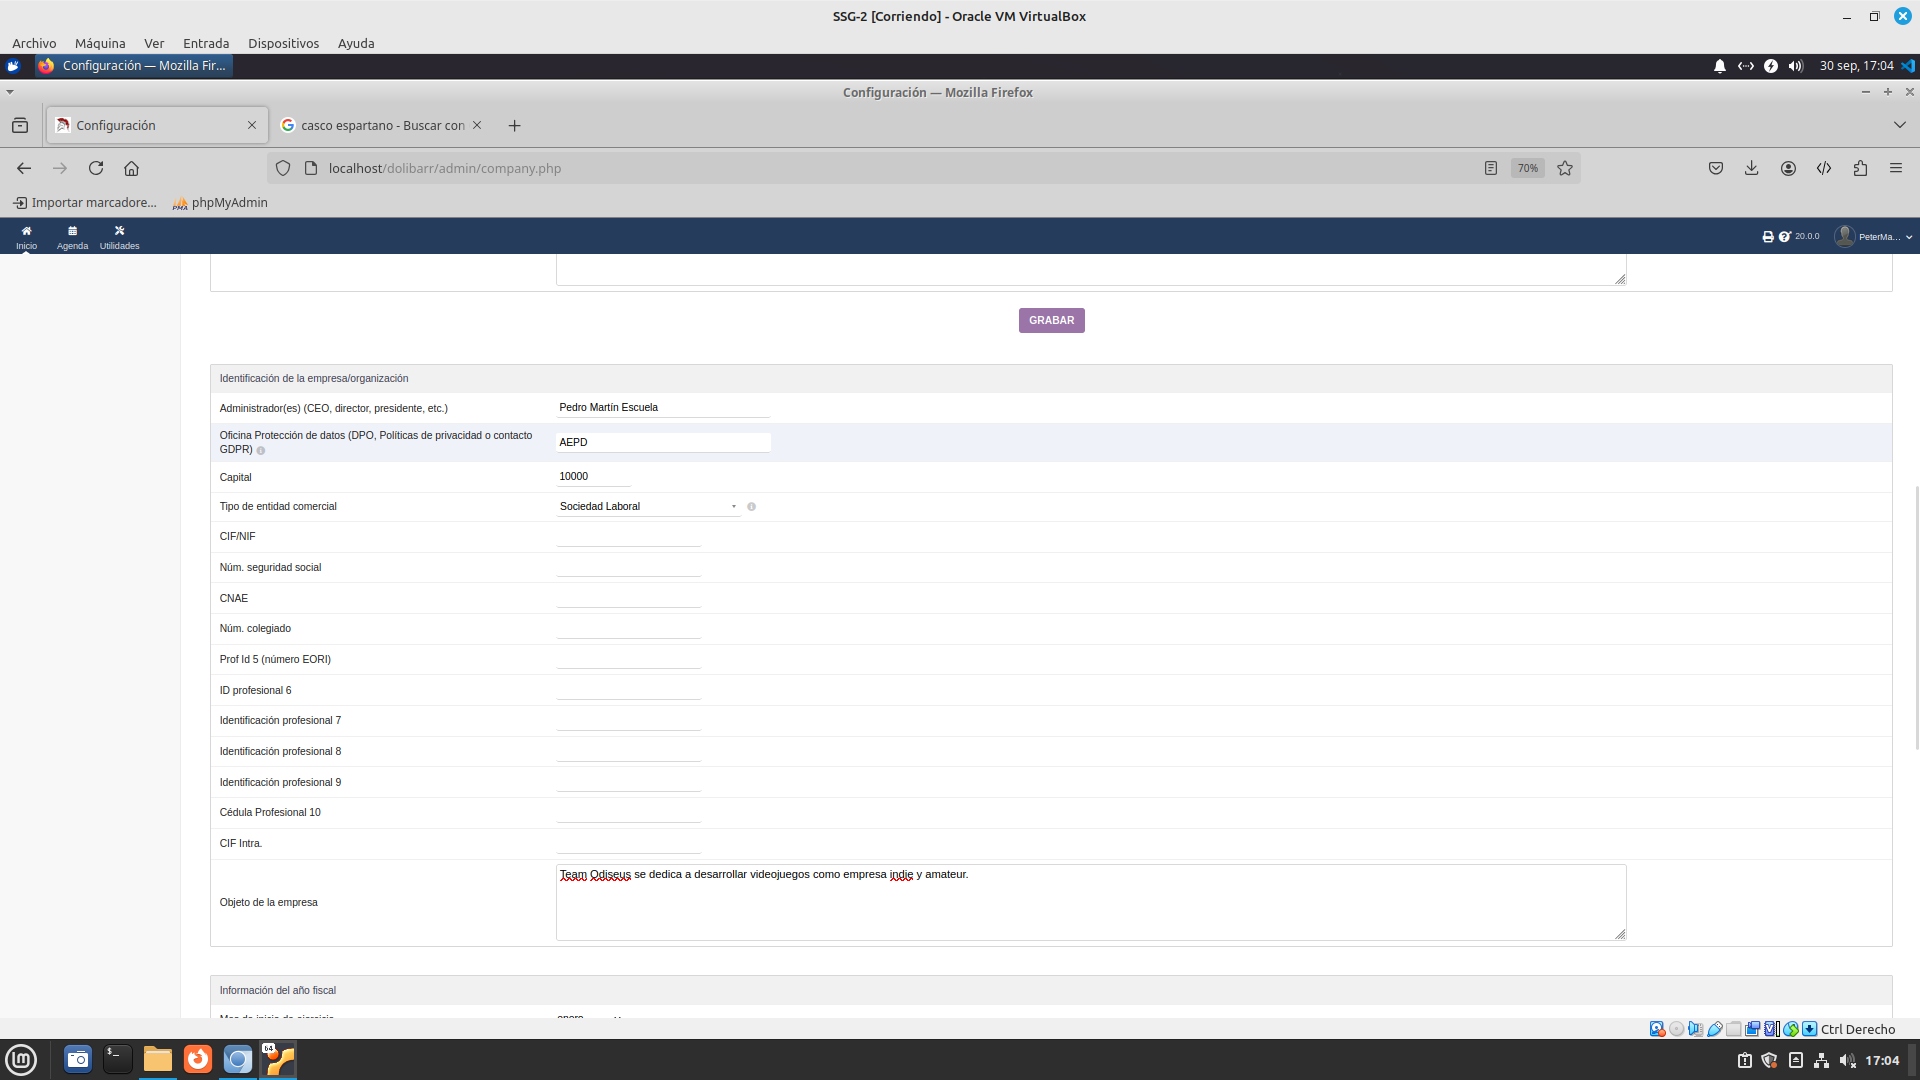 SSG-2 [Corriendo] - Oracle VM VirtualBox
Archivo Máquina Ver Entrada Dispositivos Ayuda
Configuración — Mozilla Fir...
30 sep, 17:04
Configuración — Mozilla Firefox
Configuración
casco espartano - Buscar con
localhost/dolibarr/admin/company.php
70%
Importar marcadore...
phpMyAdmin
Inicio Agenda Utilidades
20.0.0
PeterMa...
GRABAR
Identificación de la empresa/organización
Administrador(es) (CEO, director, presidente, etc.) Pedro Martín Escuela
Oficina Protección de datos (DPO, Políticas de privacidad o contacto
GDPR)
AEPD
Capital 10000
Tipo de entidad comercial Sociedad Laboral
CIF/NIF
Núm. seguridad social
CNAE
Núm. colegiado
Prof Id 5 (número EORI)
ID profesional 6
Identificación profesional 7
Identificación profesional 8
Identificación profesional 9
Cédula Profesional 10
CIF Intra.
Objeto de la empresa
Team Odiseus se dedica a desarrollar videojuegos como empresa indie y amateur.
Información del año fiscal
Ctrl Derecho
64
17:04